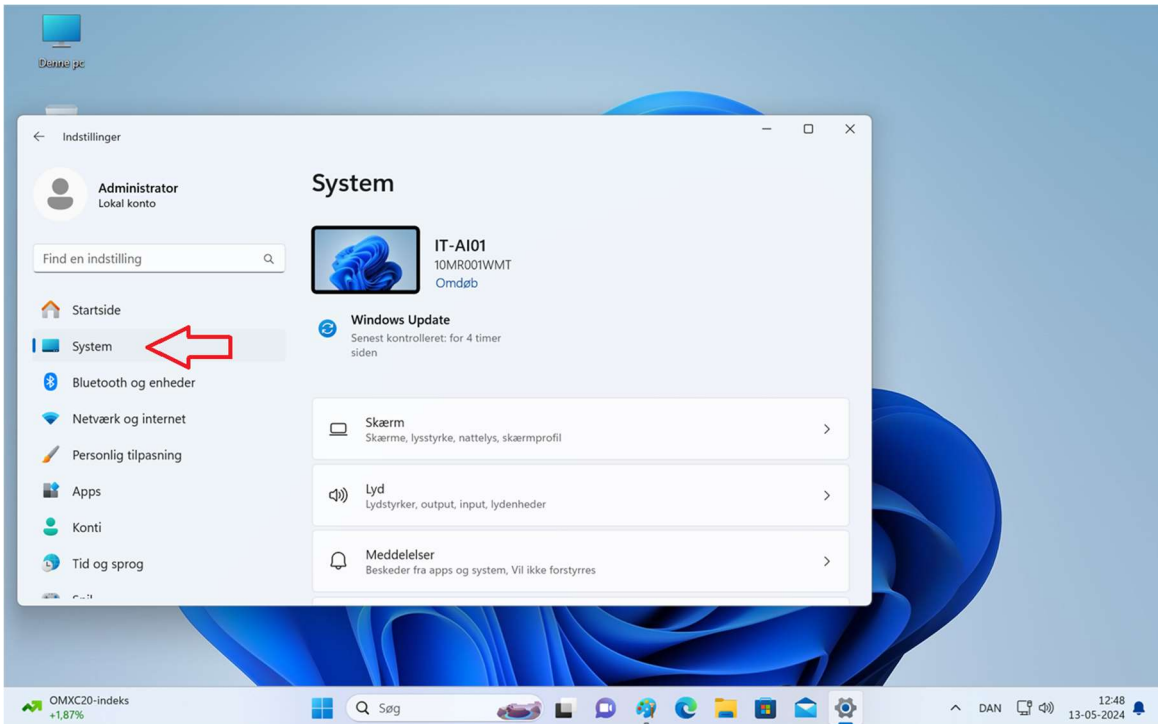 Denne pc
Indstillinger
Administrator
Lokal konto
Find en indstilling
Startside
System
Bluetooth og enheder
Netværk og internet
Personlig tilpasning
Apps
Konti
Tid og sprog
System
IT-AI01
10MR001WMT
Omdøb
Windows Update
Senest kontrolleret: for 4 timer
siden
Skærm
Skærme, lysstyrke, nattelys, skærmprofil
Lyd
Lydstyrker, output, input, lydenheder
Meddelelser
Beskeder fra apps og system, Vil ikke forstyrres
OMXC20-indeks
+1,87%
Søg
DAN
12:48
13-05-2024